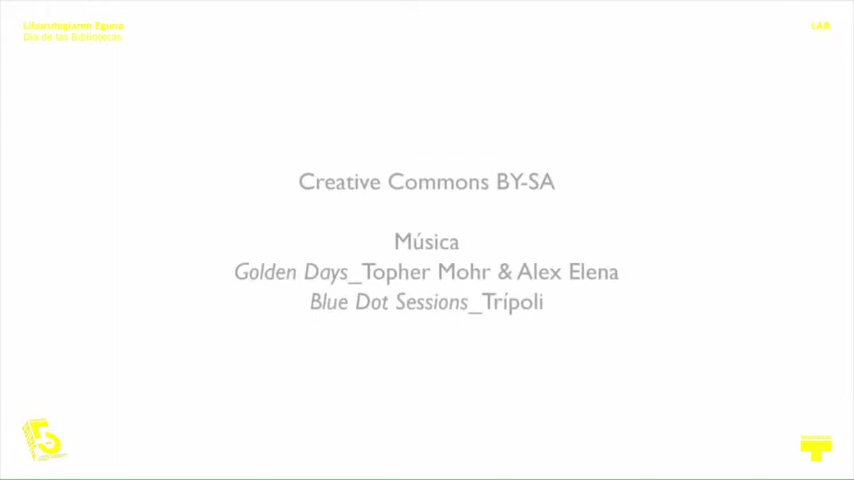 Liburutegiaren Eguna
Día de las Bibliotecas
LAB
Creative Commons BY-SA
Música
Golden Days_Topher Mohr & Alex Elena
Blue Dot Sessions_Trípoli